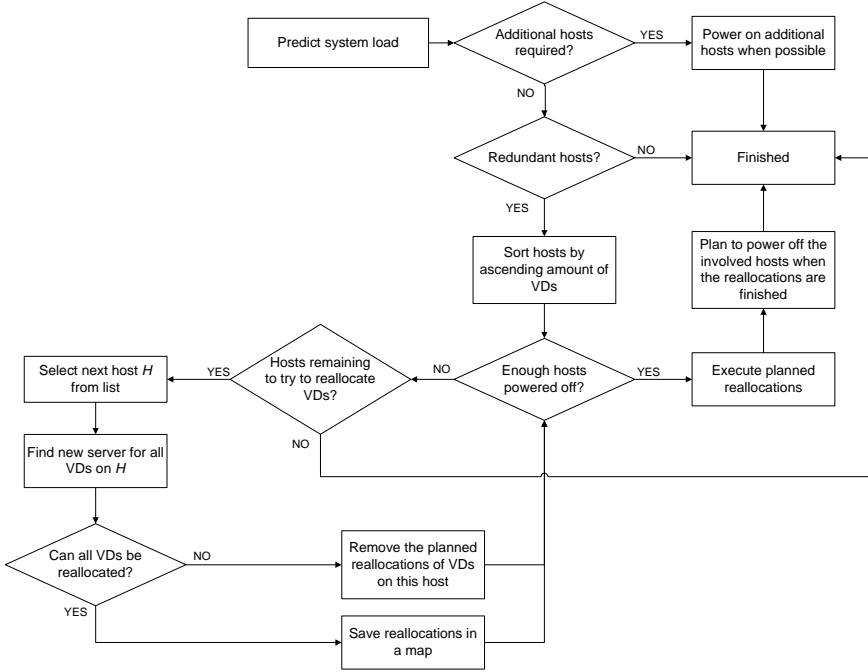 Predict system load
Additional hosts
required?
YES
Power on additional
hosts when possible
NO
Redundant hosts?
NO
Finished
YES
Sort hosts by
ascending amount of
VDs
Plan to power off the
involved hosts when
the reallocations are
finished
Select next host H
from list
YES
Hosts remaining
to try to reallocate
VDs?
NO
Enough hosts
powered off?
YES
Execute planned
reallocations
NO
Find new server for all
VDs on H
Can all VDs be
reallocated?
NO
Remove the planned
reallocations of VDs
on this host
YES
Save reallocations in
a map